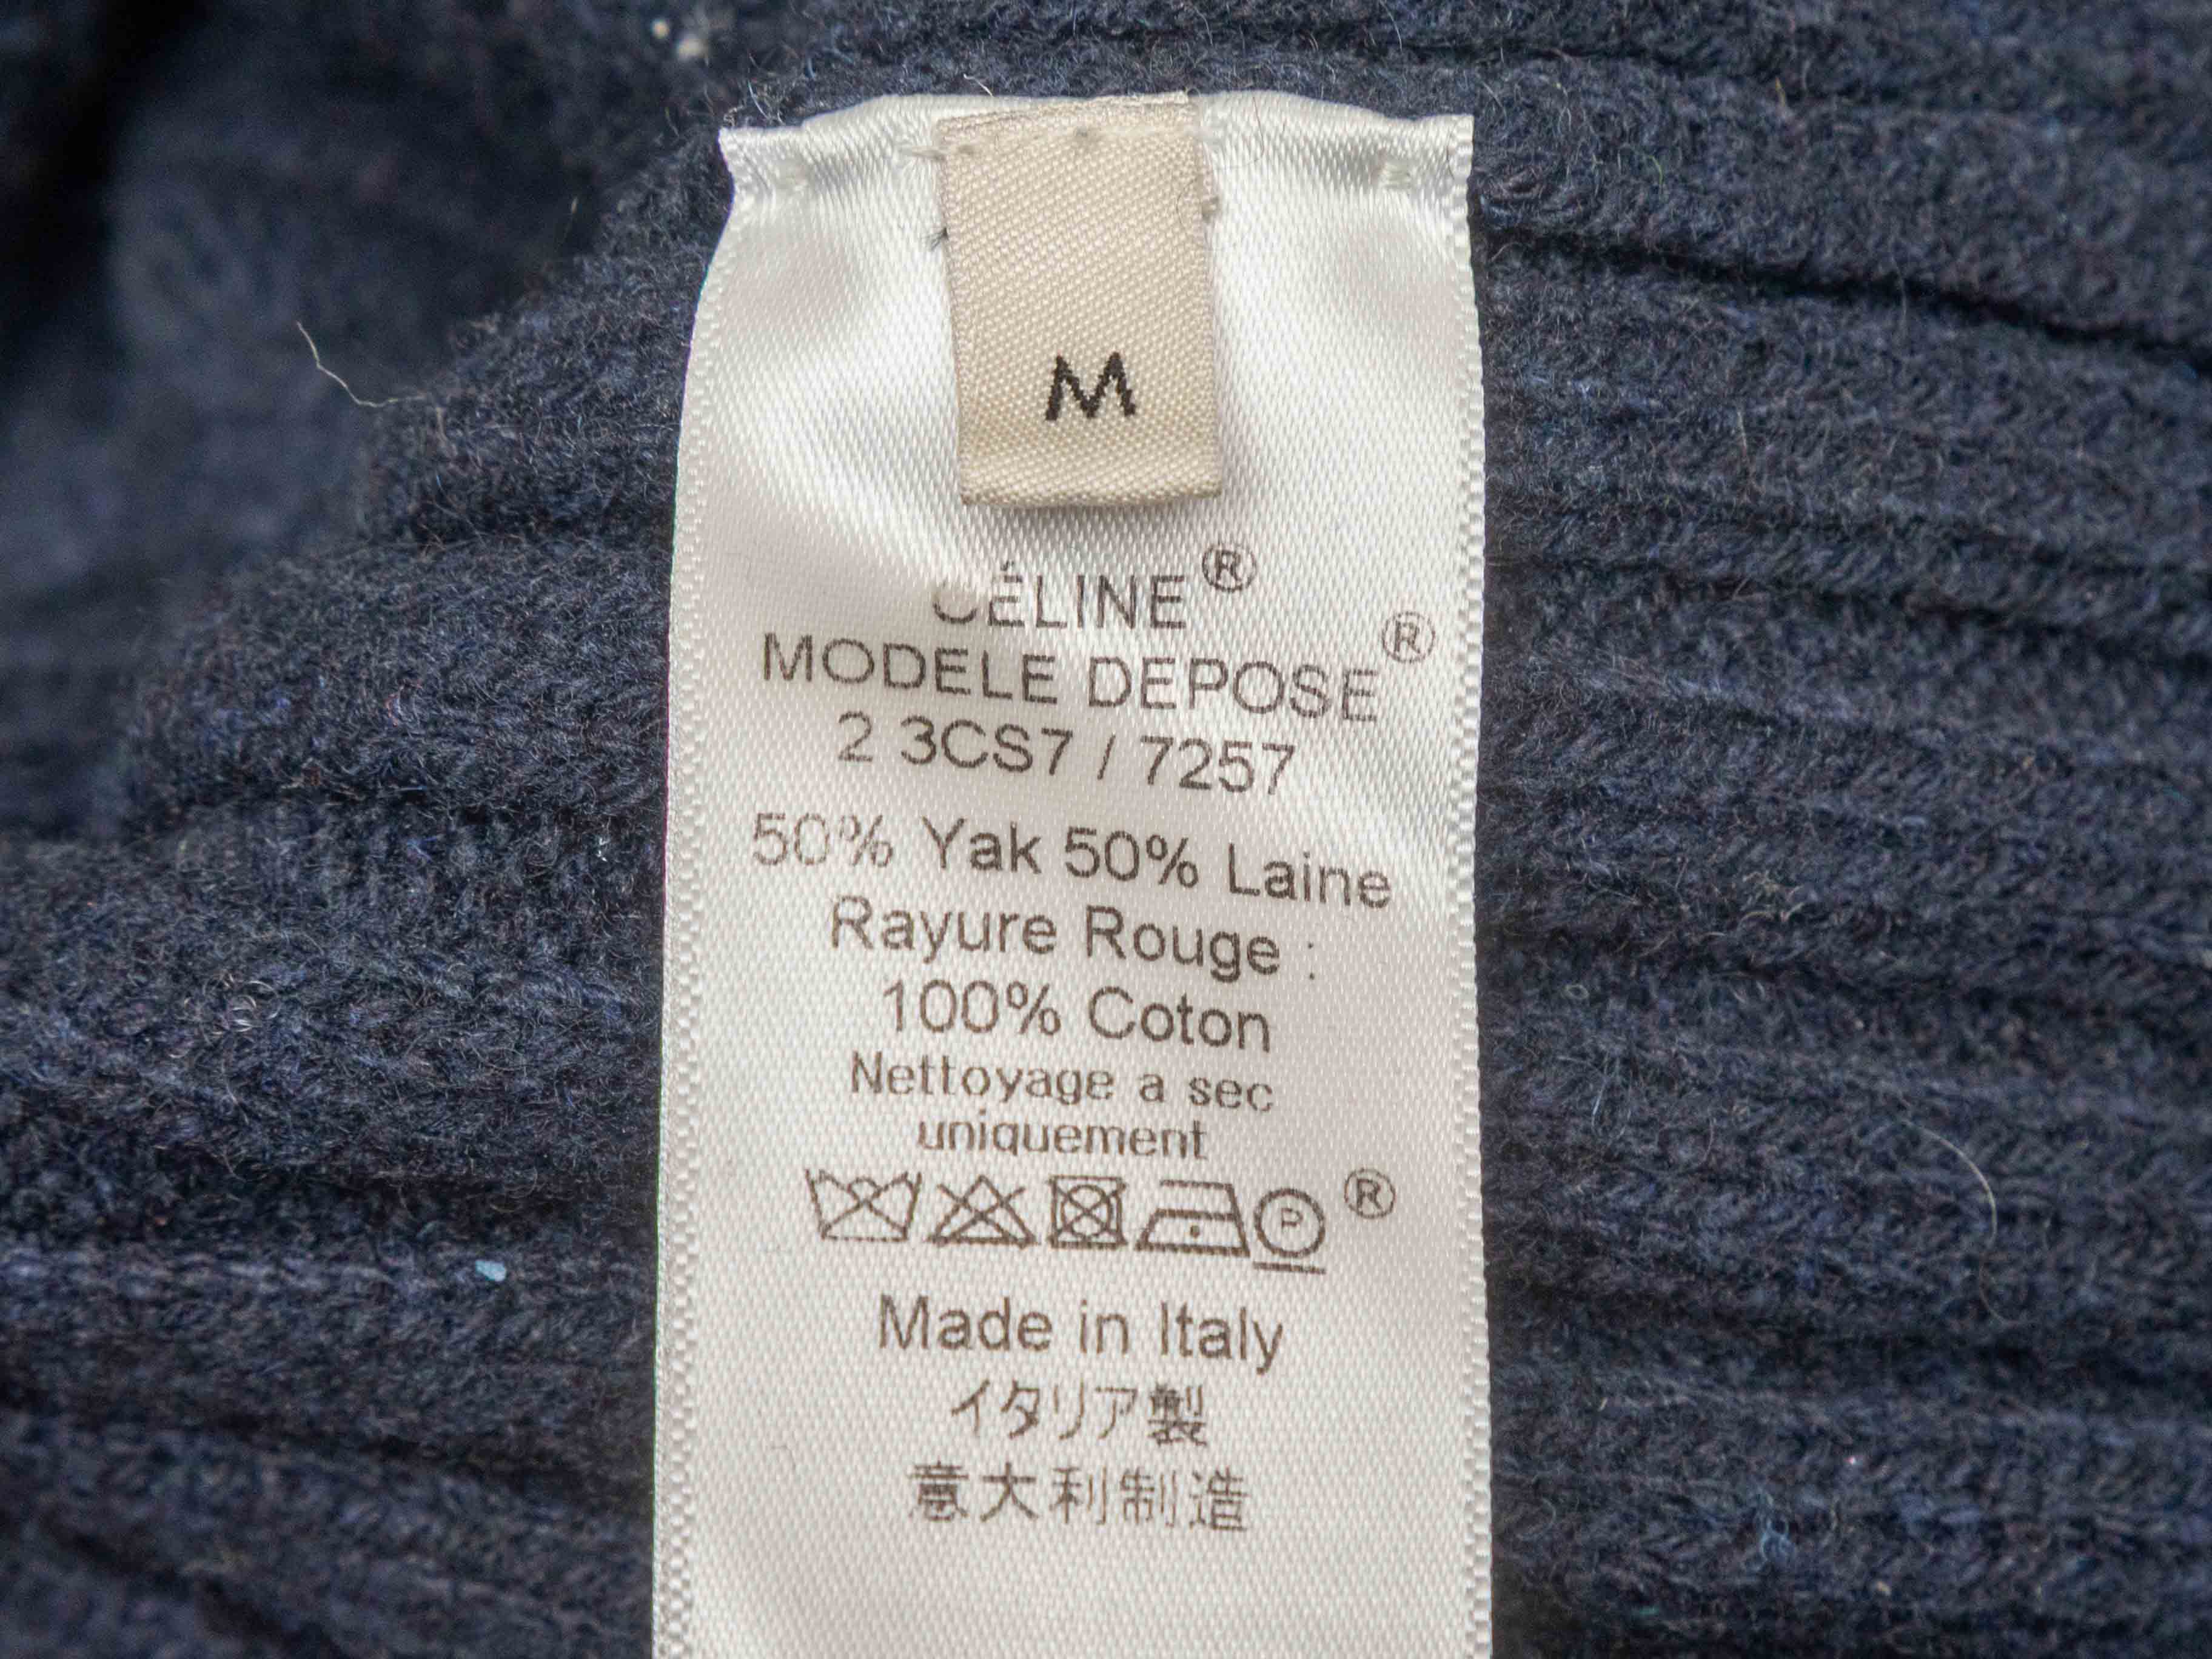 M
CÉLINE®
MODELE DEPOSE®
2 3CS7 / 7257
50% Yak 50% Laine
Rayure Rouge :
100% Coton
Nettoyage a sec
uniquement
P ®
Made in Italy
イタリア製
意大利制造